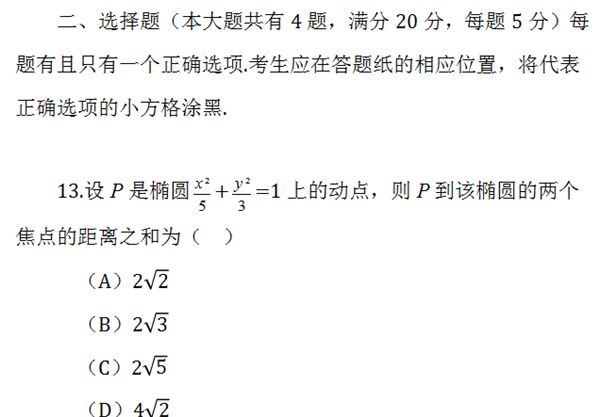 二、选择题（本大题共有 4 题，满分 20 分，每题 5 分）每
题有且只有一个正确选项.考生应在答题纸的相应位置，将代表
正确选项的小方格涂黑.
13.设 P 是椭圆 x²/5 + y²/3 =1 上的动点，则 P 到该椭圆的两个
焦点的距离之和为（ ）
（A）2√2
（B）2√3
（C）2√5
（D）4√2